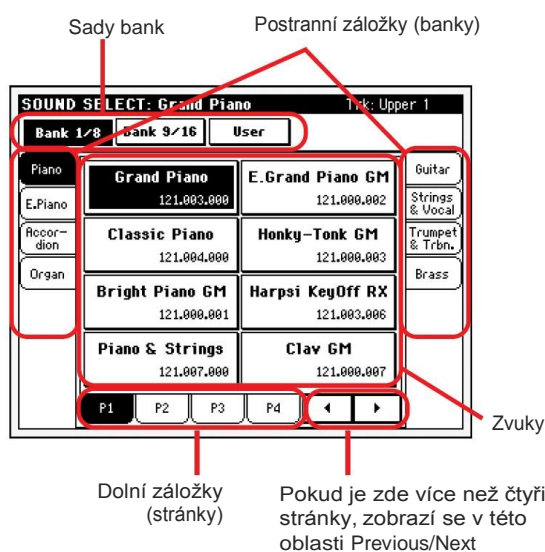 Sady bank
Postranní záložky (banky)
SOUND SELECT: Grand Piano Trk: Upper 1
Bank 1/8 Bank 9/16 User
Piano
E.Piano
Accor-
dion
Organ
Grand Piano
121.003.000
E.Grand Piano GM
121.000.002
Classic Piano
121.004.000
Honky-Tonk GM
121.000.003
Bright Piano GM
121.000.001
Harpsi KeyOff RX
121.003.006
Piano & Strings
121.007.000
Clav GM
121.000.007
Guitar
Strings
& Vocal
Trumpet
& Trbn.
Brass
P1 P2 P3 P4
Zvuky
Dolní záložky
(stránky)
Pokud je zde více než čtyři
stránky, zobrazí se v této
oblasti Previous/Next